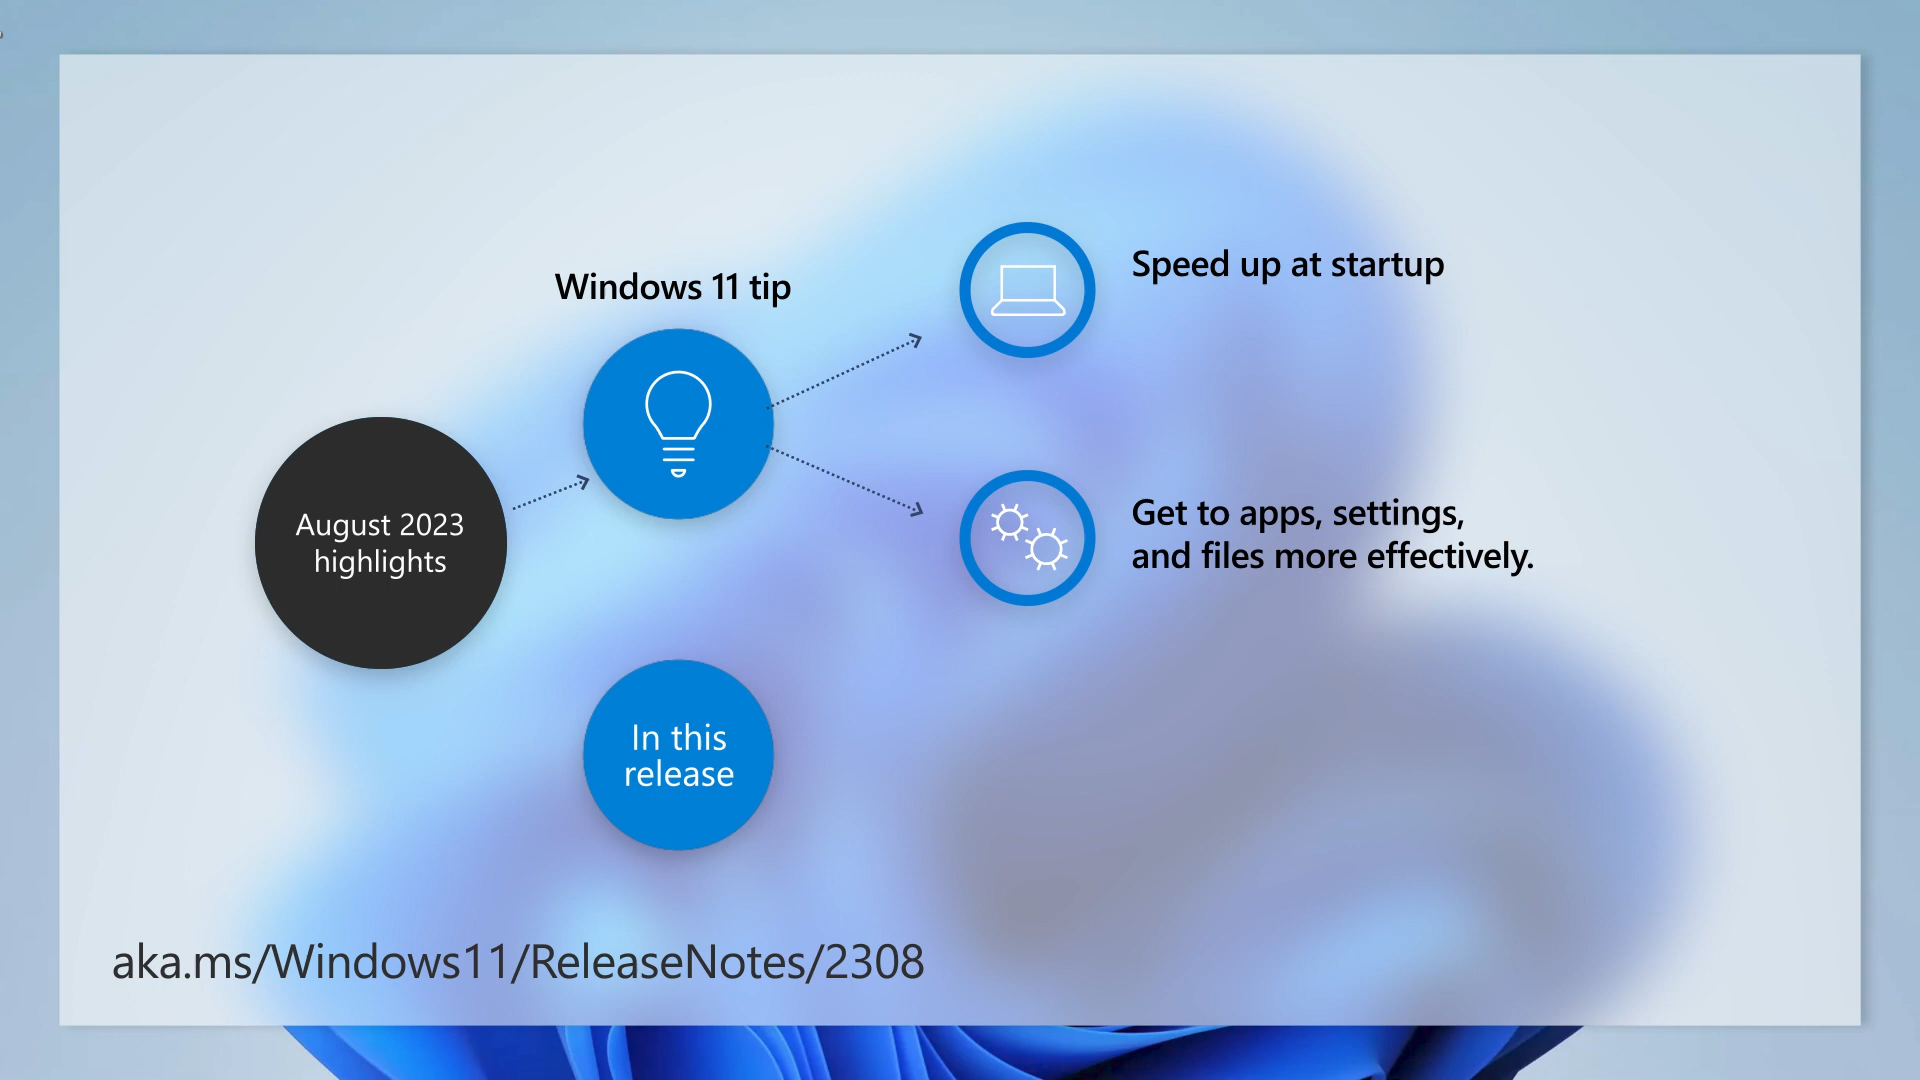 August 2023
highlights
Windows 11 tip
Speed up at startup
Get to apps, settings,
and files more effectively.
In this
release
aka.ms/Windows11/ReleaseNotes/2308